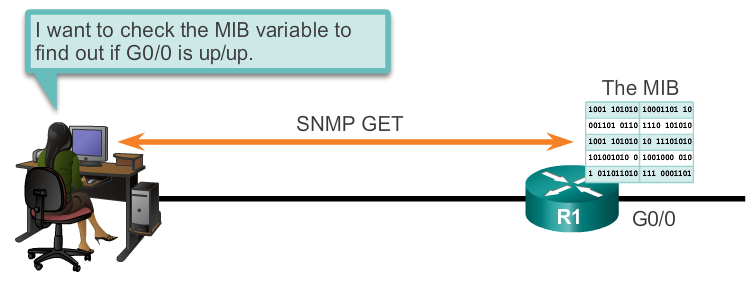 I want to check the MIB variable to
find out if G0/0 is up/up.
The MIB
SNMP GET
1001 101010 10001101 10
001101 0110 1110 101010
1001 101010 10 11101010
101001010 0 1001000 010
1 011011010 111 0001101
R1
G0/0